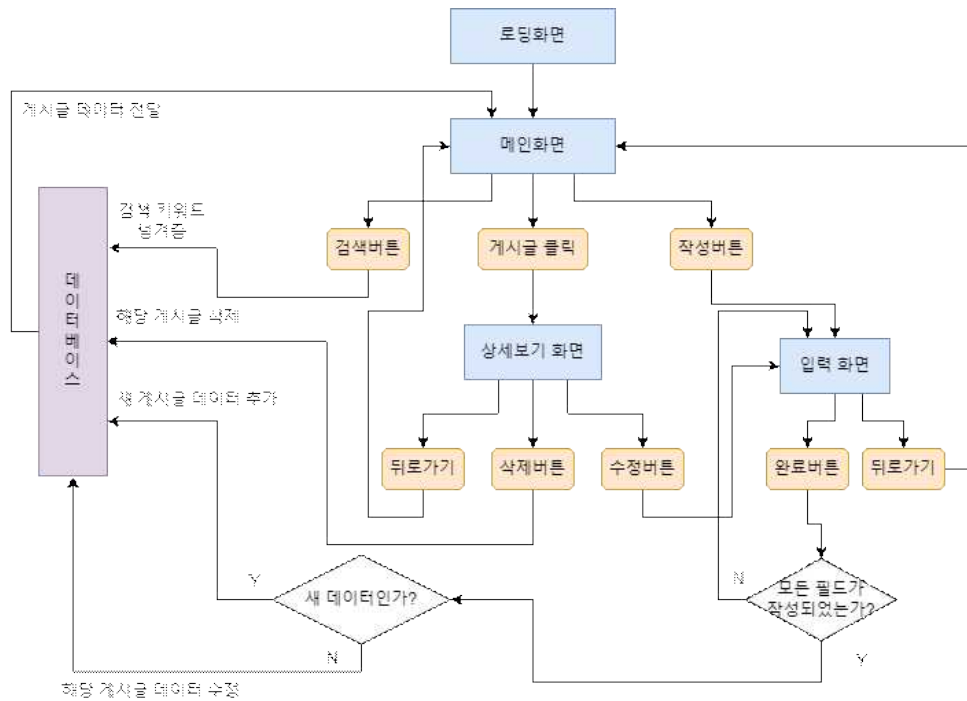 로딩화면
게시글 데이터 전달
메인화면
검색 키워드
넘겨줌
검색버튼
게시글 클릭
작성버튼
데이터베이스
해당 게시글 삭제
상세보기 화면
입력 화면
새 게시글 데이터 추가
뒤로가기
삭제버튼
수정버튼
완료버튼
뒤로가기
Y
새 데이터인가?
N
모든 필드가
작성되었는가?
N
Y
해당 게시글 데이터 수정